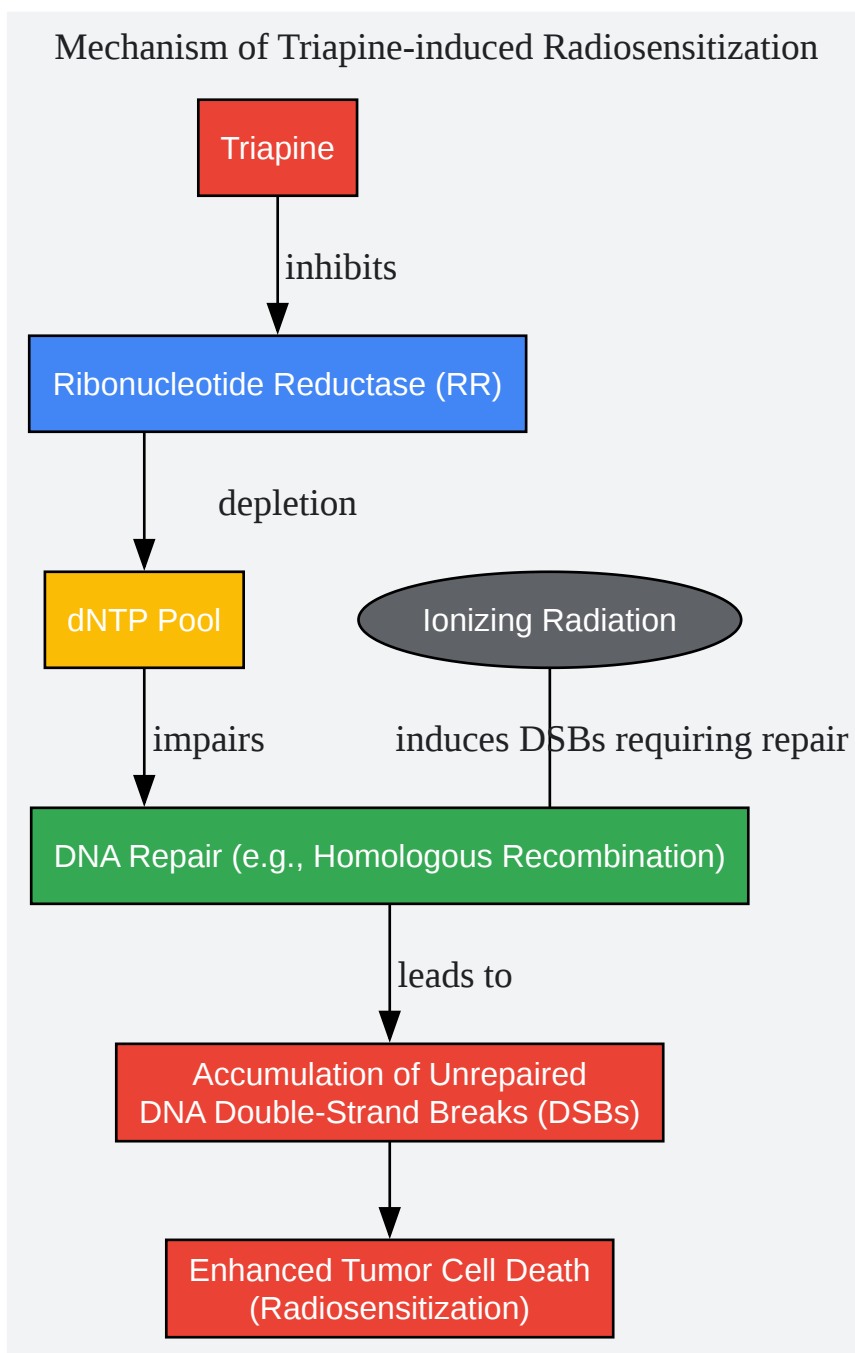 Mechanism of Triapine-induced Radiosensitization
Triapine
inhibits
Ribonucleotide Reductase (RR)
depletion
dNTP Pool
Ionizing Radiation
impairs
induces DSBs requiring repair
DNA Repair (e.g., Homologous Recombination)
leads to
Accumulation of Unrepaired
DNA Double-Strand Breaks (DSBs)
Enhanced Tumor Cell Death
(Radiosensitization)